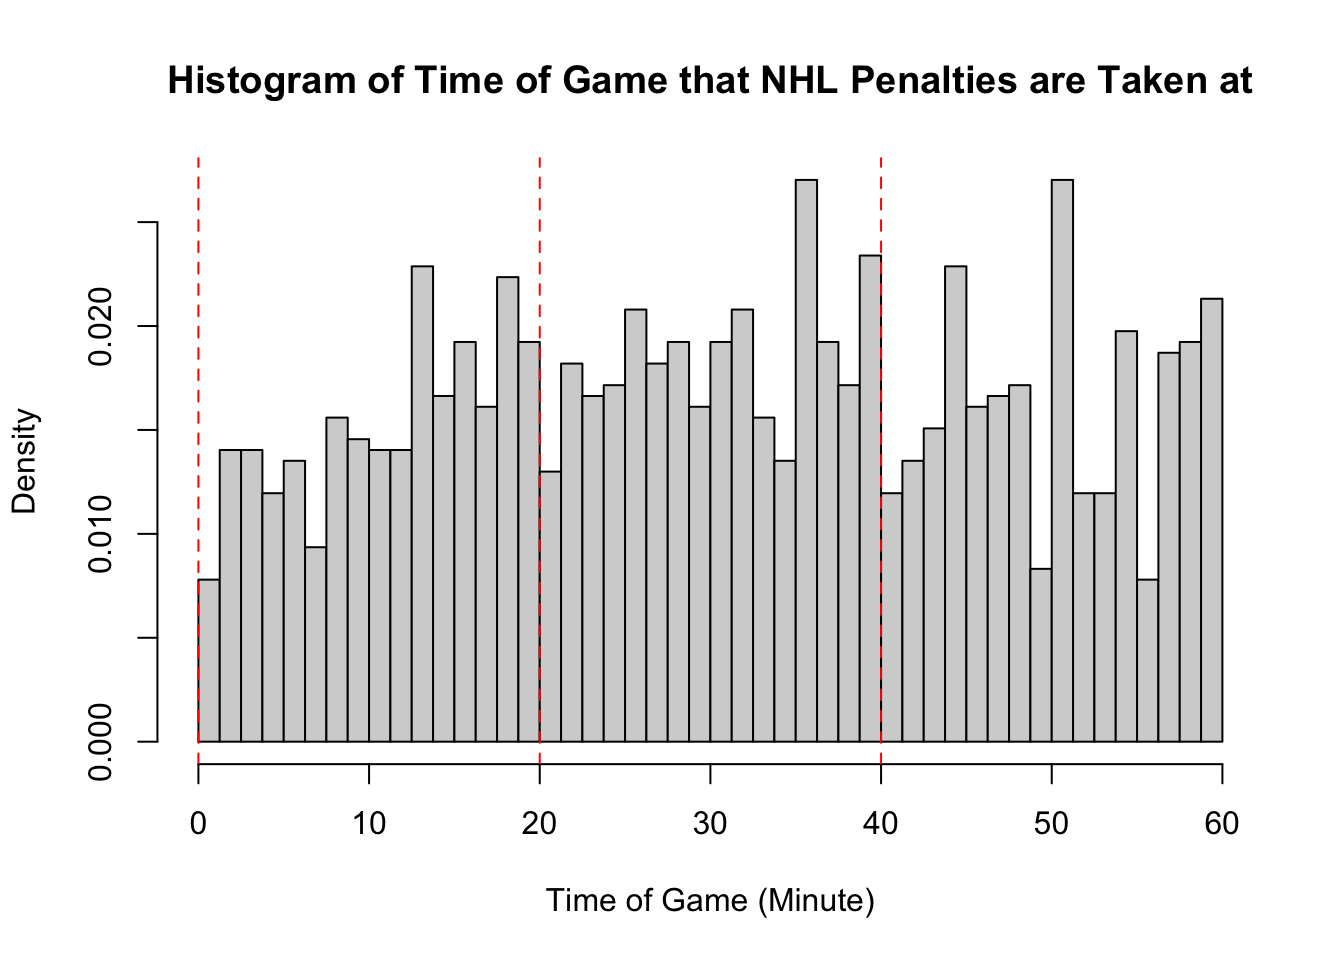 Histogram of Time of Game that NHL Penalties are Taken at
Density
0.020
0.010
0.000
0 10 20 30 40 50 60
Time of Game (Minute)